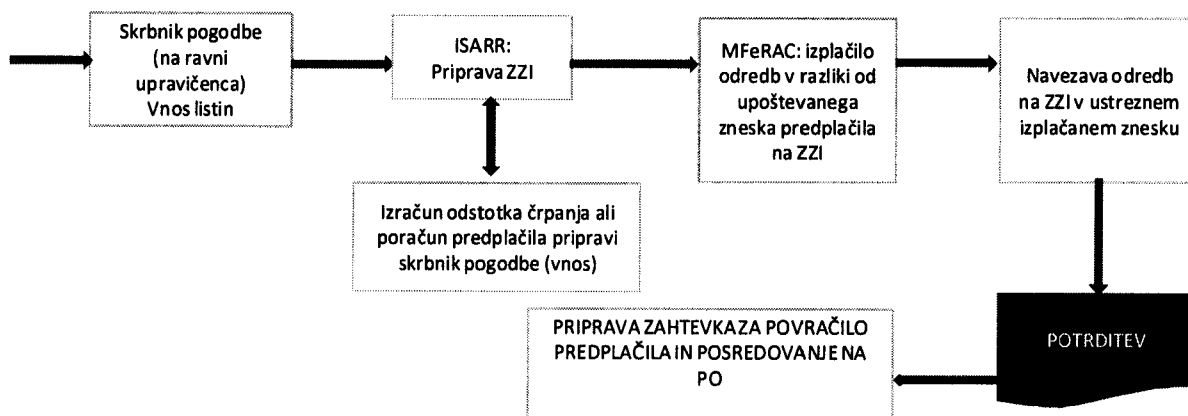 Skrbnik pogodbe
(na ravni
upravičenca)
Vnos listin
ISARR:
Priprava ZZI
MFeRAC: izplačilo
odredb v razliki od
upoštevanega
zneska predplačila
na ZZI
Navezava odredb
na ZZI v ustreznem
izplačanem znesku
Izračun odstotka črpanja ali
poračun predplačila pripravi
skrbnik pogodbe (vnos)
POTRDITEV
PRIPRAVA ZAHTEVKA ZA POVRAČILO
PREDPLAČILA IN POSREDOVANJE NA
PO